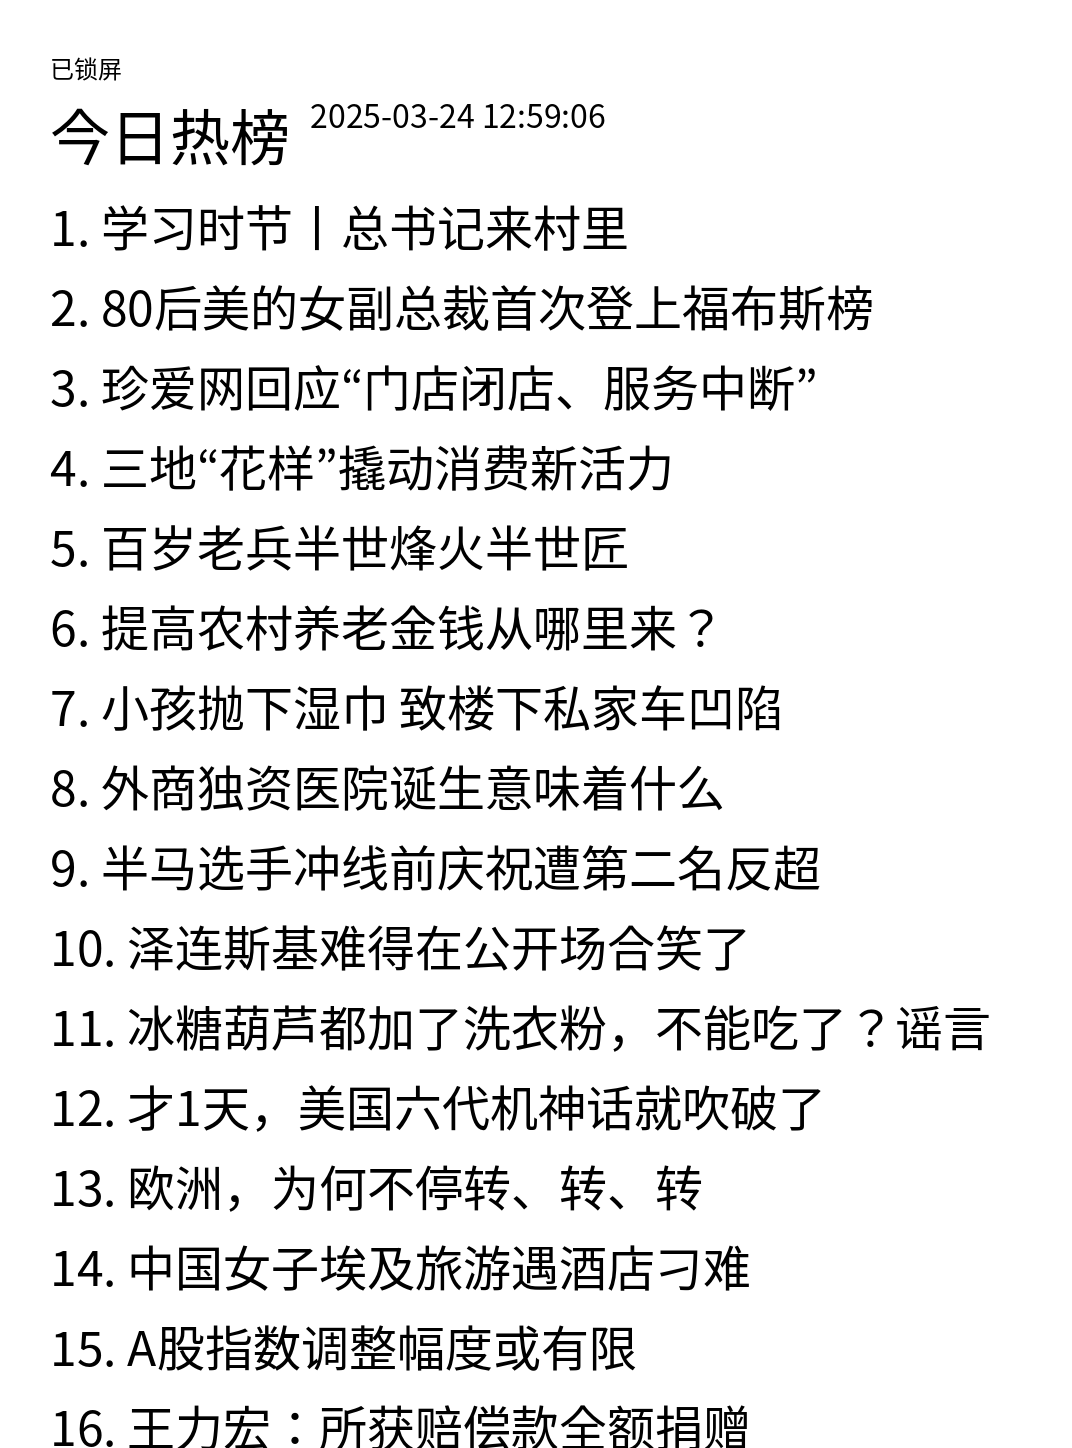 已锁屏
今日热榜 2025-03-24 12:59:06
1. 学习时节丨总书记来村里
2. 80后美的女副总裁首次登上福布斯榜
3. 珍爱网回应“门店闭店、服务中断”
4. 三地“花样”撬动消费新活力
5. 百岁老兵半世烽火半世匠
6. 提高农村养老金钱从哪里来？
7. 小孩抛下湿巾 致楼下私家车凹陷
8. 外商独资医院诞生意味着什么
9. 半马选手冲线前庆祝遭第二名反超
10. 泽连斯基难得在公开场合笑了
11. 冰糖葫芦都加了洗衣粉，不能吃了？谣言
12. 才1天，美国六代机神话就吹破了
13. 欧洲，为何不停转、转、转
14. 中国女子埃及旅游遇酒店刁难
15. A股指数调整幅度或有限
16. 王力宏：所获赔偿款全额捐赠